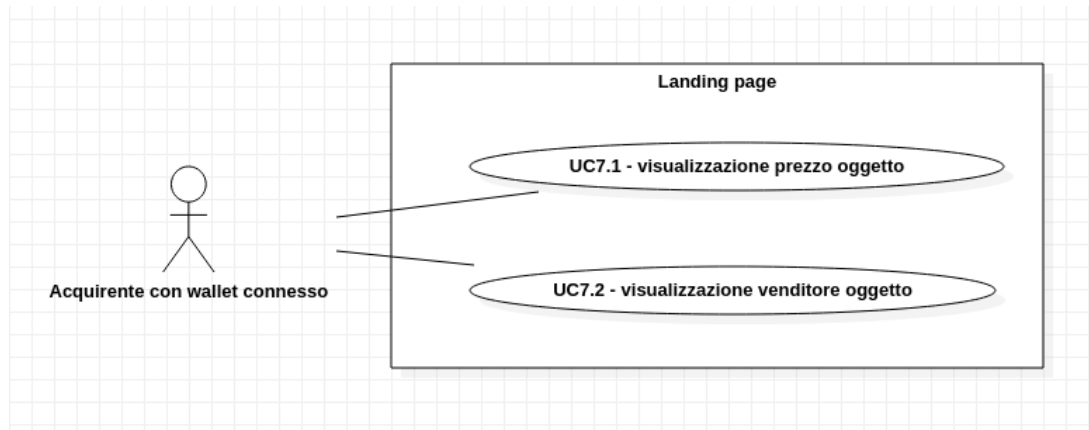 Landing page
UC7.1 - visualizzazione prezzo oggetto
Acquirente con wallet connesso
UC7.2 - visualizzazione venditore oggetto